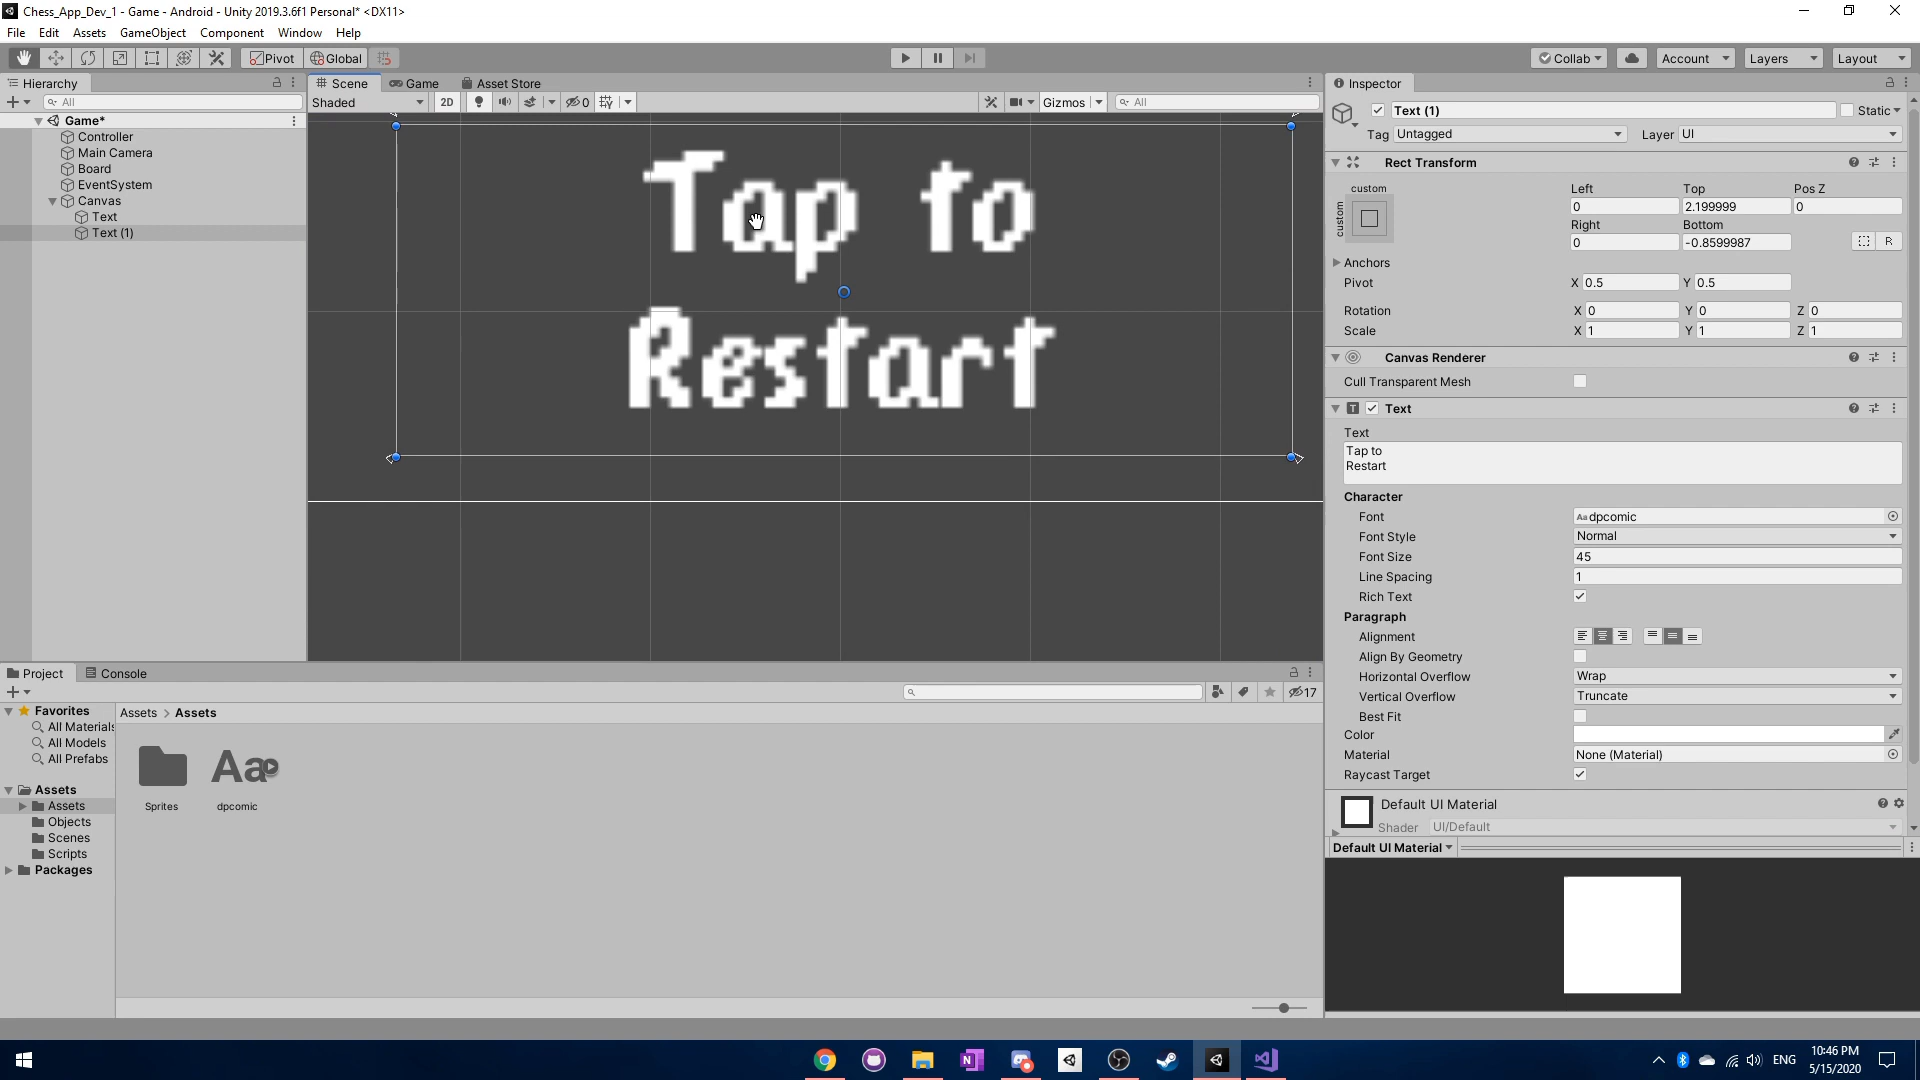 Chess_App_Dev_1 - Game - Android - Unity 2019.3.6f1 Personal* <DX11>
File Edit Assets GameObject Component Window Help
Pivot Global Collab Account Layers Layout
Hierarchy
All
Game*
Controller
Main Camera
Board
EventSystem
Canvas
Text
Text (1)
Scene Game Asset Store
Shaded 2D 0 Gizmos All
Tap to
Restart
Inspector
Text (1) Static
Tag Untagged Layer UI
Rect Transform
custom
custom
Left Top Pos Z
0 2.199999 0
Right Bottom
0 -0.8599987 R
Anchors
Pivot X 0.5 Y 0.5
Rotation X 0 Y 0 Z 0
Scale X 1 Y 1 Z 1
Canvas Renderer
Cull Transparent Mesh
Text
Text
Tap to
Restart
Character
Font Aa dpcomic
Font Style Normal
Font Size 45
Line Spacing 1
Rich Text
Paragraph
Alignment
Align By Geometry
Horizontal Overflow Wrap
Vertical Overflow Truncate
Best Fit
Color
Material None (Material)
Raycast Target
Default UI Material
Shader UI/Default
Default UI Material
Project Console
17
Favorites
All Materials
All Models
All Prefabs
Assets
Assets
Objects
Scenes
Scripts
Packages
Assets > Assets
Aa
Sprites dpcomic
ENG
10:46 PM
5/15/2020